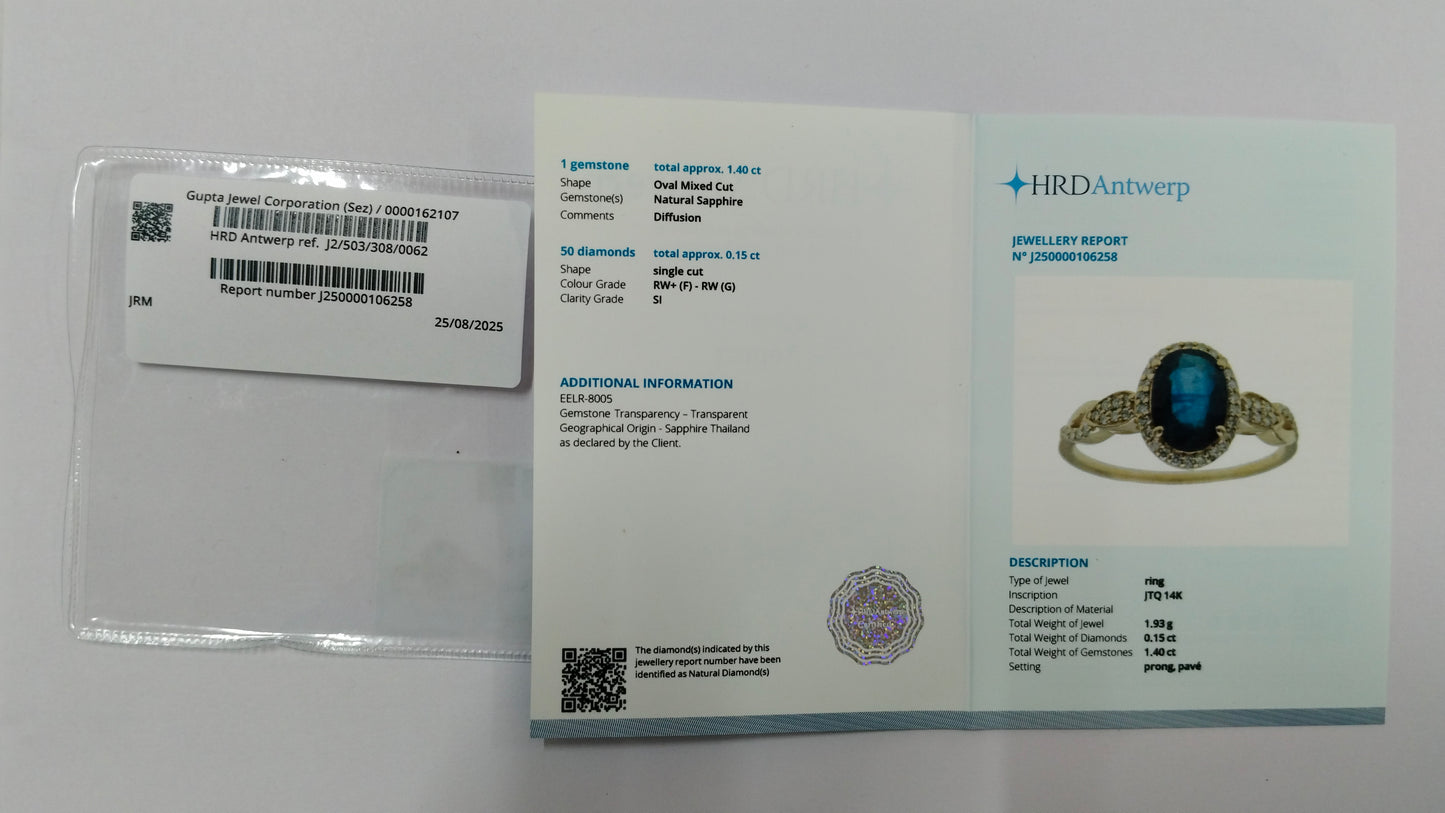 Gupta Jewel Corporation (Sez) / 0000162107
HRD Antwerp ref. J2/503/308/0062
Report number J250000106258
JRM
25/08/2025
1 gemstone total approx. 1.40 ct
Shape Oval Mixed Cut
Gemstone(s) Natural Sapphire
Comments Diffusion
50 diamonds total approx. 0.15 ct
Shape single cut
Colour Grade RW+ (F) - RW (G)
Clarity Grade SI
ADDITIONAL INFORMATION
EELR-8005
Gemstone Transparency – Transparent
Geographical Origin - Sapphire Thailand
as declared by the Client.
The diamond(s) indicated by this
jewellery report number have been
identified as Natural Diamond(s)
HRD Antwerp
JEWELLERY REPORT
N° J250000106258
DESCRIPTION
Type of Jewel ring
Inscription JTQ 14K
Description of Material
Total Weight of Jewel 1.93 g
Total Weight of Diamonds 0.15 ct
Total Weight of Gemstones 1.40 ct
Setting prong, pavé